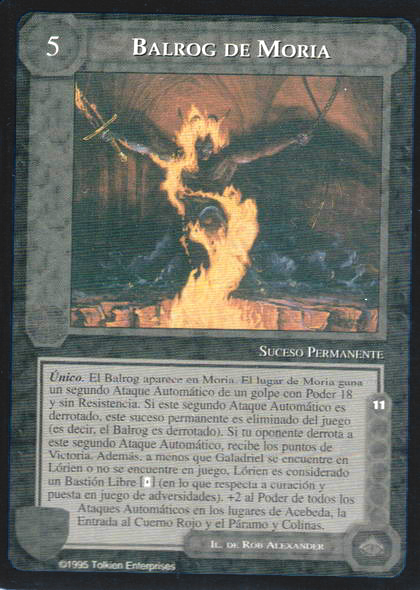 5
BALROG DE MORIA
SUCESO PERMANENTE
Único. El Balrog aparece en Moria. El lugar de Moria gana
un segundo Ataque Automático de un golpe con Poder 18
y sin Resistencia. Si este segundo Ataque Automático es
derrotado, este suceso permanente es eliminado del juego
(es decir, el Balrog es derrotado). Si tu oponente derrota a
este segundo Ataque Automático, recibe los puntos de
Victoria. Además, a menos que Galadriel se encuentre en
Lórien o no se encuentre en juego, Lórien es considerado
un Bastión Libre (en lo que respecta a curación y
puesta en juego de adversidades). +2 al Poder de todos los
Ataques Automáticos en los lugares de Acebeda, la
Entrada al Cuerno Rojo y el Páramo y Colinas.
11
IL. DE ROB ALEXANDER
©1995 Tolkien Enterprises